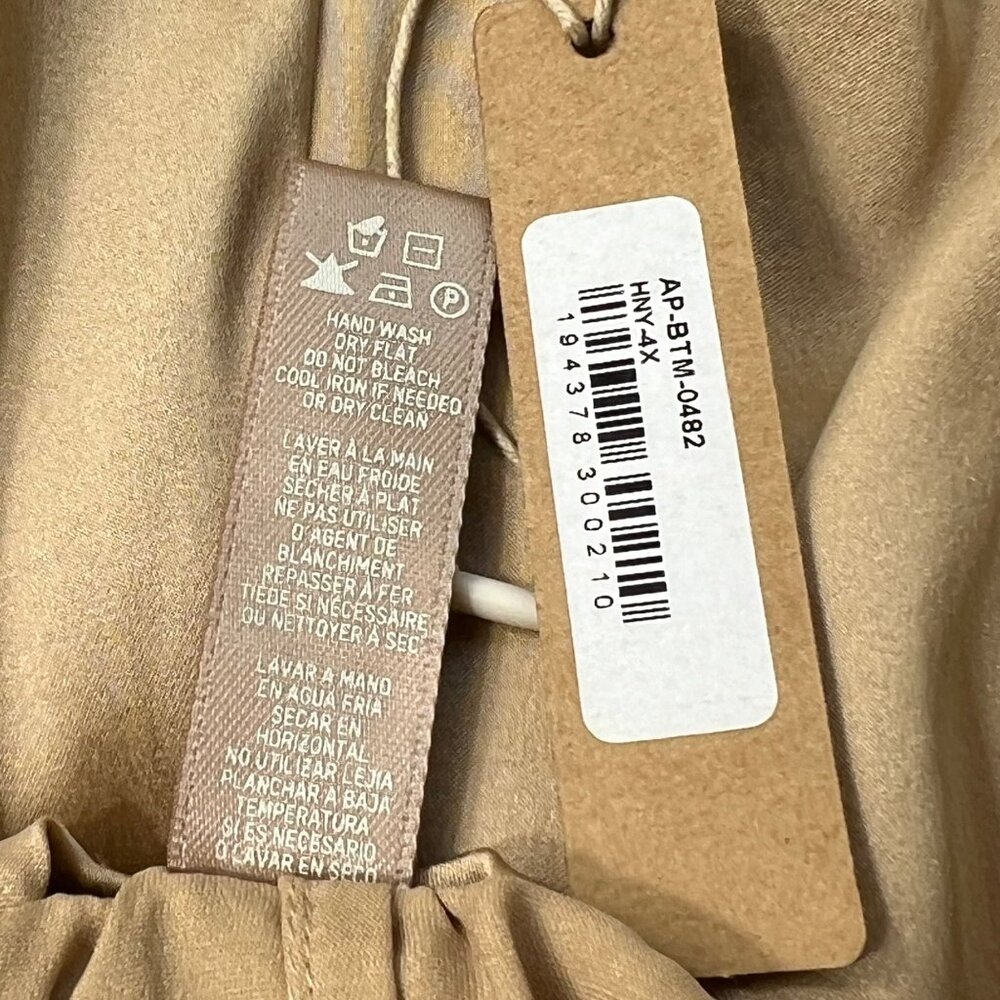 P
HAND WASH
DRY FLAT
DO NOT BLEACH
COOL IRON IF NEEDED
OR DRY CLEAN
LAVER À LA MAIN
EN EAU FROIDE
SÉCHER À PLAT
NE PAS UTILISER
D'AGENT DE
BLANCHIMENT
REPASSER À FER
TIÈDE SI NÉCESSAIRE
OU NETTOYER À SEC
LAVAR A MANO
EN AGUA FRIA
SECAR EN
HORIZONTAL
NO UTILIZAR LEJIA
PLANCHAR A BAJA
TEMPERATURA
SI ES NECESARIO
O LAVAR EN SECO
AP-BTM-0482
HNY-4X
194378300210